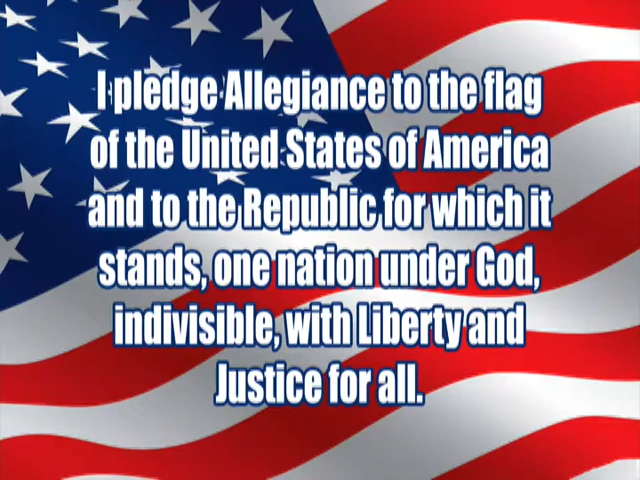 I pledge Allegiance to the flag
of the United States of America
and to the Republic for which it
stands, one nation under God,
indivisible, with Liberty and
Justice for all.